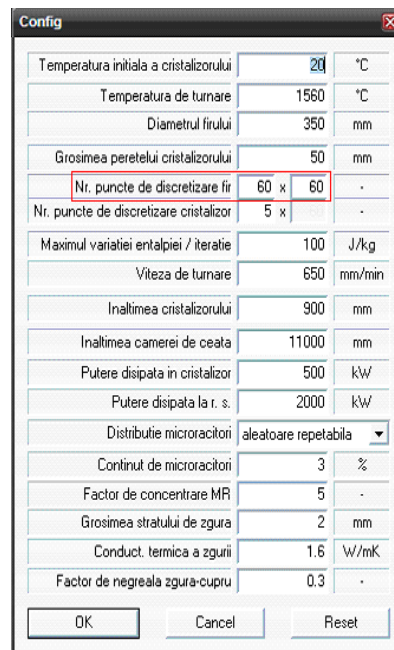 Config
Temperatura initiala a cristalizorului 20 °C
Temperatura de turnare 1560 °C
Diametrul firului 350 mm
Grosimea peretelui cristalizorului 50 mm
Nr. puncte de discretizare fir 60 x 60 -
Nr. puncte de discretizare cristalizor 5 x -
Maximul variatiei entalpiei / iteratie 100 J/kg
Viteza de turnare 650 mm/min
Inaltimea cristalizorului 900 mm
Inaltimea camerei de ceata 11000 mm
Putere disipata in cristalizor 500 kW
Putere disipata la r. s. 2000 kW
Distributie microracitori aleatoare repetabila
Continut de microracitori 3 %
Factor de concentrare MR 5 -
Grosimea stratului de zgura 2 mm
Conduct. termica a zgurii 1.6 W/mK
Factor de negreala zgura-cupru 0.3 -
OK Cancel Reset